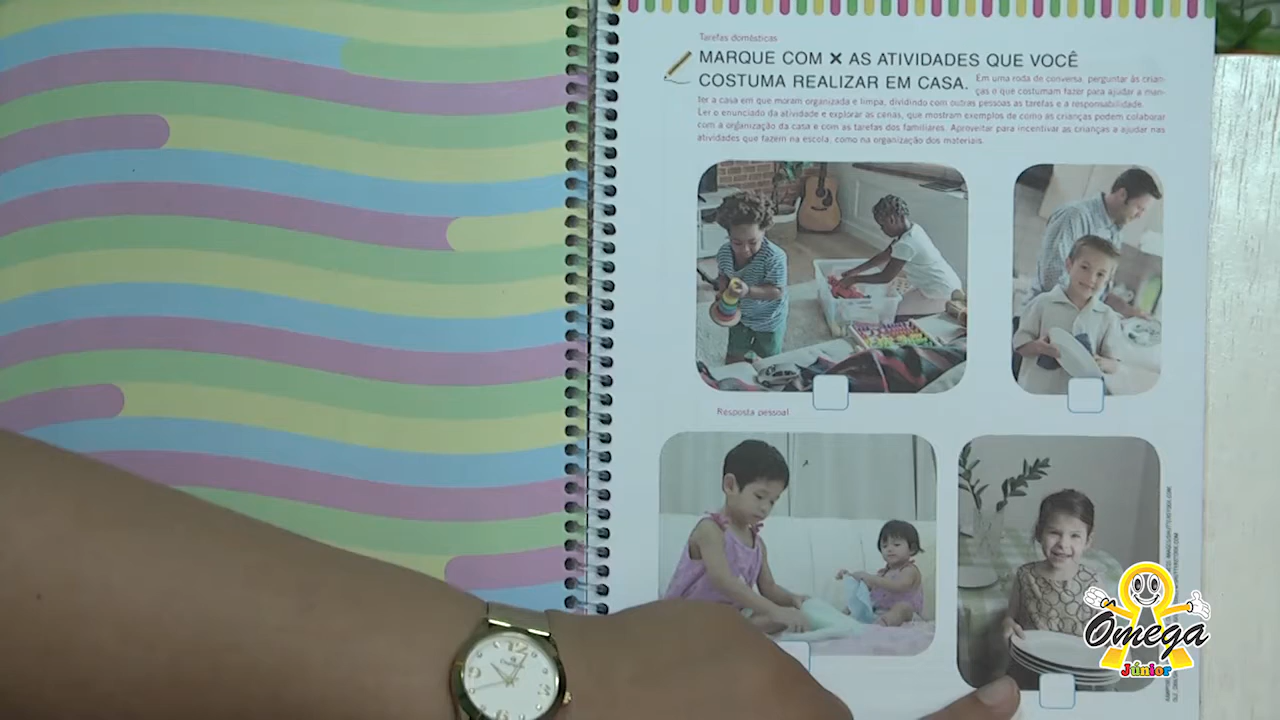 Tarefas domésticas
MARQUE COM × AS ATIVIDADES QUE VOCÊ
COSTUMA REALIZAR EM CASA. Em uma roda de conversa, perguntar às crian-
ças o que costumam fazer para ajudar a man-
ter a casa em que moram organizada e limpa, dividindo com outras pessoas as tarefas e a responsabilidade.
Ler o enunciado da atividade e explorar as cenas, que mostram exemplos de como as crianças podem colaborar
com a organização da casa e com as tarefas dos familiares. Aproveitar para incentivar as crianças a ajudar nas
atividades que fazem na escola, como na organização dos materiais.
Resposta pessoal
Omega
Júnior